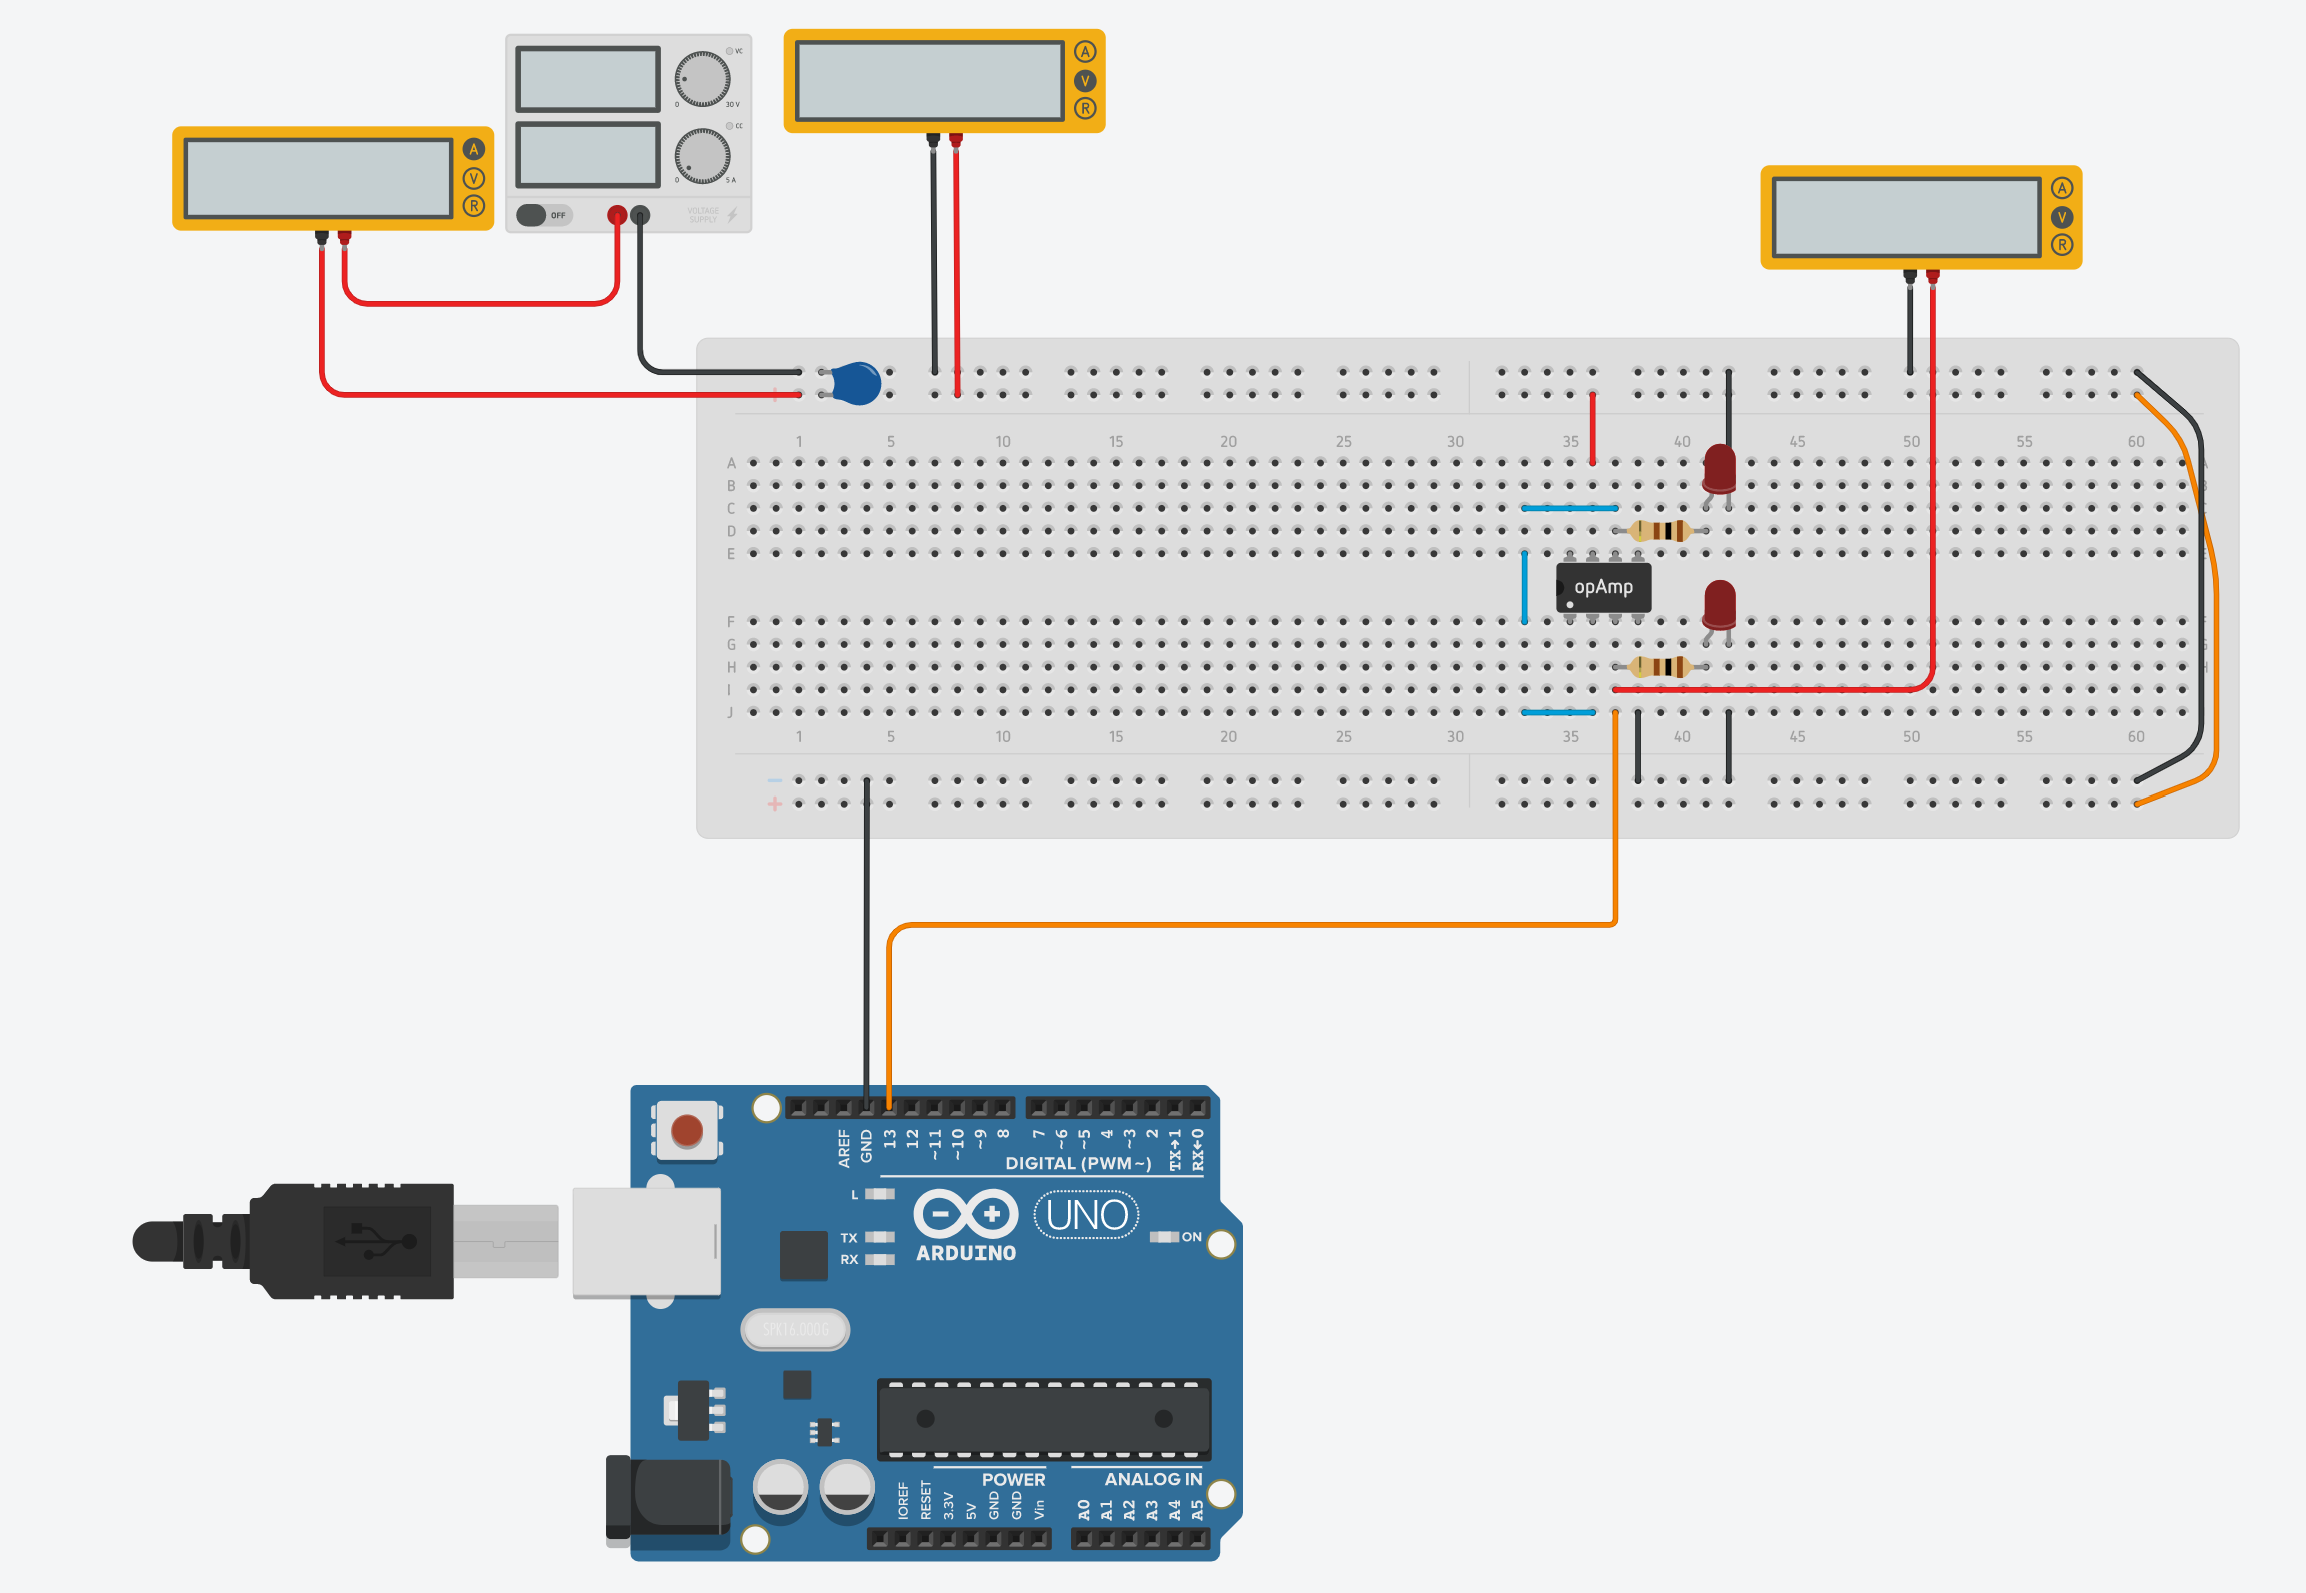 A
V
R
VC
0 30 V
CC
0 5 A
OFF
VOLTAGE
SUPPLY
A
V
R
A
V
R
+
1 5 10 15 20 25 30 35 40 45 50 55 60
A
B
C
D
E
opAmp
F
G
H
I
J
1 5 10 15 20 25 30 35 40 45 50 55 60
−
+
AREF GND 13 12 ~11 ~10 ~9 8 7 ~6 ~5 4 ~3 2 TX→1 RX←0
DIGITAL (PWM~)
L
TX
RX
ARDUINO
UNO
ON
SPK16.000G
POWER
ANALOG IN
IOREF RESET 3.3V 5V GND GND Vin A0 A1 A2 A3 A4 A5